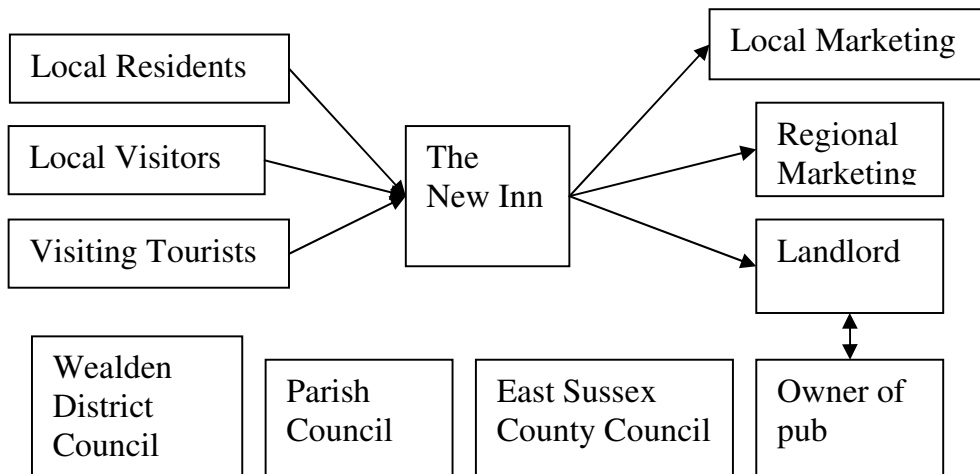 Local Residents
Local Visitors
Visiting Tourists
The
New Inn
Local Marketing
Regional
Marketing
Landlord
Wealden
District
Council
Parish
Council
East Sussex
County Council
Owner of
pub